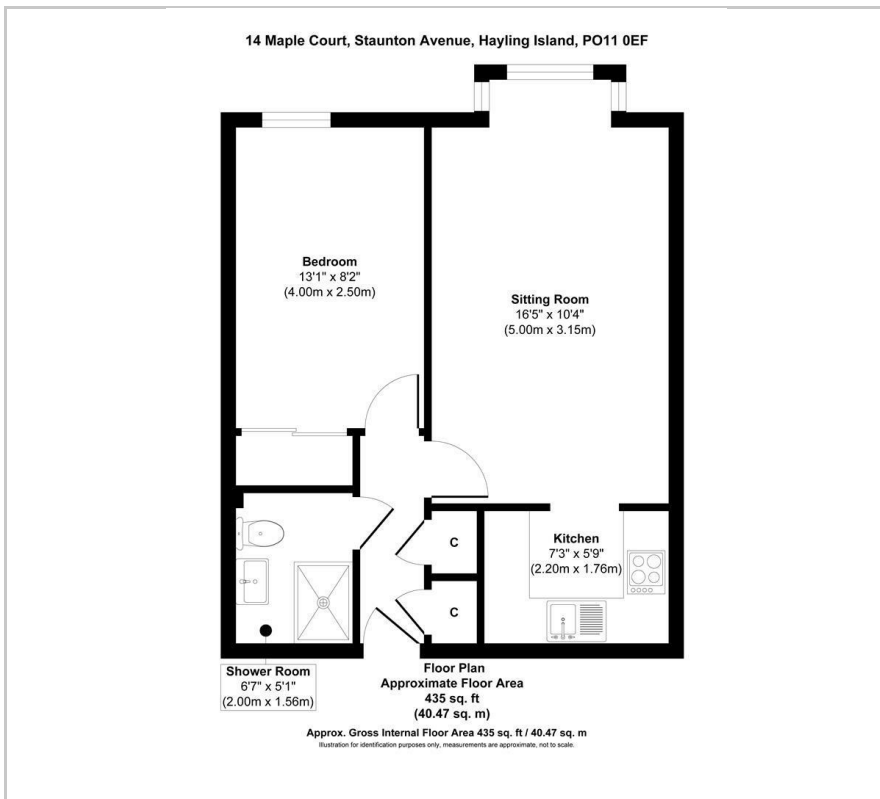 14 Maple Court, Staunton Avenue, Hayling Island, PO11 0EF
Bedroom
13'1" x 8'2"
(4.00m x 2.50m)
Sitting Room
16'5" x 10'4"
(5.00m x 3.15m)
C
Kitchen
7'3" x 5'9"
(2.20m x 1.76m)
C
Shower Room
6'7" x 5'1"
(2.00m x 1.56m)
Floor Plan
Approximate Floor Area
435 sq. ft
(40.47 sq. m)
Approx. Gross Internal Floor Area 435 sq. ft / 40.47 sq. m
Illustration for identification purposes only, measurements are approximate, not to scale.